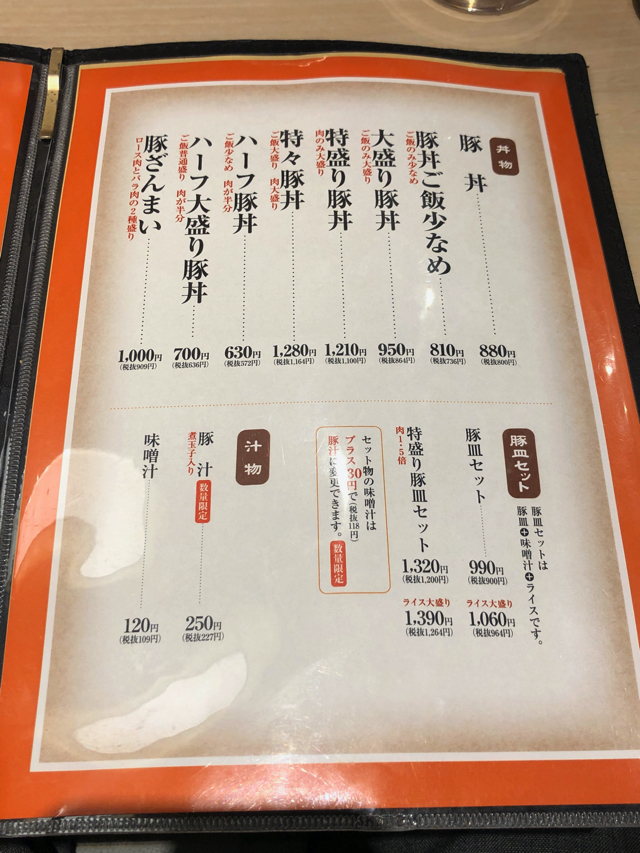 丼物
豚丼
880円
(税抜800円)
豚丼ご飯少なめ
ご飯のみ少なめ
810円
(税抜736円)
大盛り豚丼
ご飯のみ大盛り
950円
(税抜864円)
特盛り豚丼
肉のみ大盛り
1,210円
(税抜1,100円)
特々豚丼
ご飯大盛り 肉大盛り
1,280円
(税抜1,164円)
ハーフ豚丼
ご飯少なめ 肉が半分
630円
(税抜572円)
ハーフ大盛り豚丼
ご飯普通盛り 肉が半分
700円
(税抜636円)
豚ざんまい
ロース肉とバラ肉の2種盛り
1,000円
(税抜909円)
豚皿セット
豚皿セットは
豚皿+味噌汁+ライスです。
豚皿セット
990円
(税抜900円)
ライス大盛り
1,060円
(税抜964円)
特盛り豚皿セット
肉1.5倍
1,320円
(税抜1,200円)
ライス大盛り
1,390円
(税抜1,264円)
セット物の味噌汁は
プラス130円で(税抜118円)
豚汁に変更できます。 数量限定
汁物
豚汁 数量限定
煮玉子入り
250円
(税抜227円)
味噌汁
120円
(税抜109円)